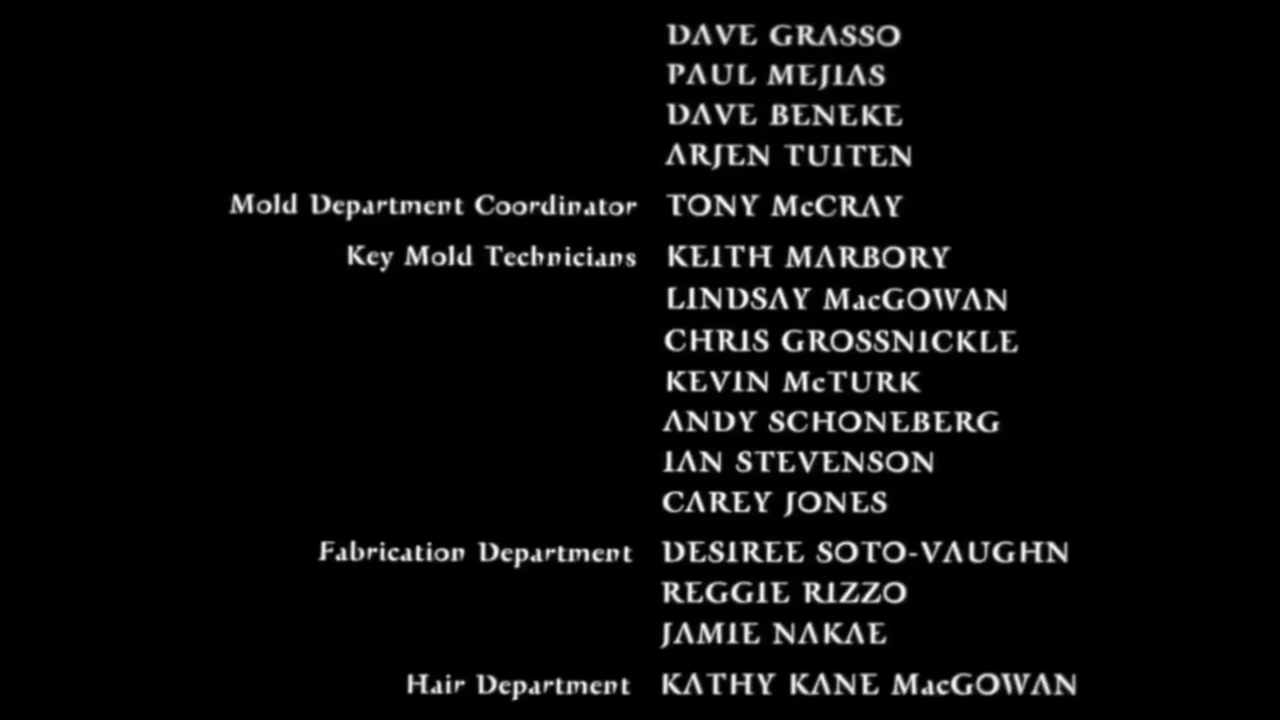 DAVE GRASSO
PAUL MEJIAS
DAVE BENEKE
ARJEN TUITEN
Mold Department Coordinator TONY McCRAY
Key Mold Technicians KEITH MARBORY
LINDSAY MacGOWAN
CHRIS GROSSNICKLE
KEVIN McTURK
ANDY SCHONEBERG
IAN STEVENSON
CAREY JONES
Fabrication Department DESIREE SOTO-VAUGHN
REGGIE RIZZO
JAMIE NAKAE
Hair Department KATHY KANE MacGOWAN